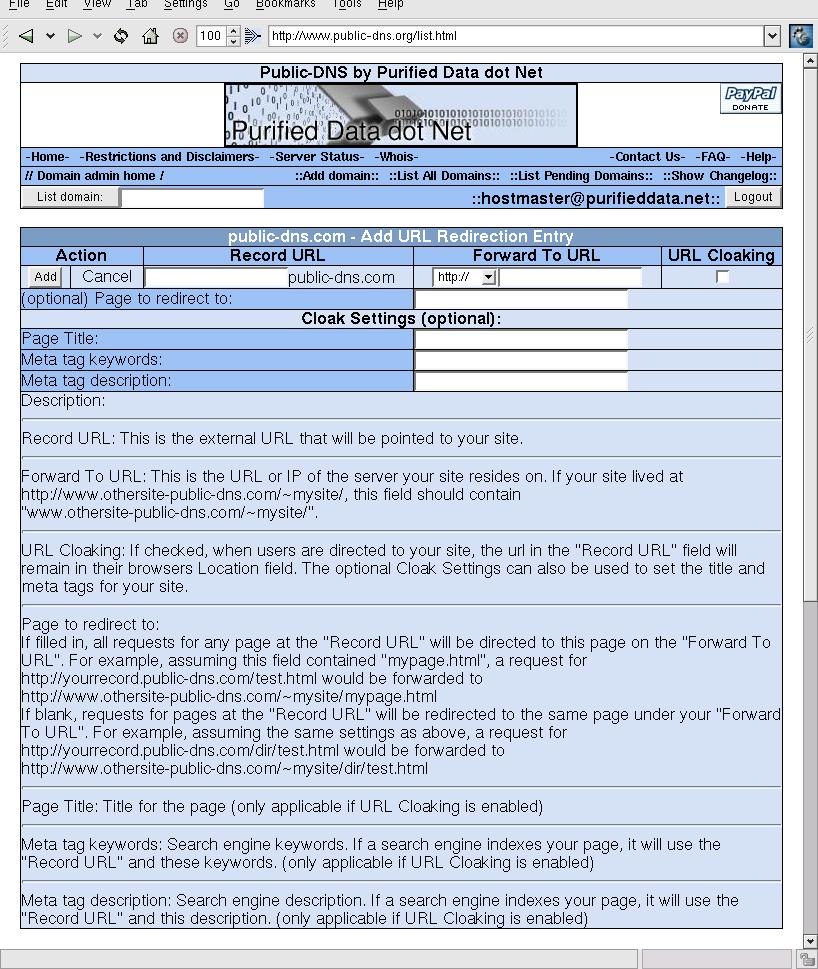 File Edit View Tab Settings Go Bookmarks Tools Help
100 http://www.public-dns.org/list.html
Public-DNS by Purified Data dot Net
Purified Data dot Net
PayPal
DONATE
-Home- -Restrictions and Disclaimers- -Server Status- -Whois- -Contact Us- -FAQ- -Help-
// Domain admin home / ::Add domain:: ::List All Domains:: ::List Pending Domains:: ::Show Changelog::
List domain: ::hostmaster@purifieddata.net:: Logout
public-dns.com - Add URL Redirection Entry
Action Record URL Forward To URL URL Cloaking
Add Cancel public-dns.com http://
(optional) Page to redirect to:
Cloak Settings (optional):
Page Title:
Meta tag keywords:
Meta tag description:
Description:
Record URL: This is the external URL that will be pointed to your site.
Forward To URL: This is the URL or IP of the server your site resides on. If your site lived at
http://www.othersite-public-dns.com/~mysite/, this field should contain
"www.othersite-public-dns.com/~mysite/".
URL Cloaking: If checked, when users are directed to your site, the url in the "Record URL" field will
remain in their browsers Location field. The optional Cloak Settings can also be used to set the title and
meta tags for your site.
Page to redirect to:
If filled in, all requests for any page at the "Record URL" will be directed to this page on the "Forward To
URL". For example, assuming this field contained "mypage.html", a request for
http://yourrecord.public-dns.com/test.html would be forwarded to
http://www.othersite-public-dns.com/~mysite/mypage.html
If blank, requests for pages at the "Record URL" will be redirected to the same page under your "Forward
To URL". For example, assuming the same settings as above, a request for
http://yourrecord.public-dns.com/dir/test.html would be forwarded to
http://www.othersite-public-dns.com/~mysite/dir/test.html
Page Title: Title for the page (only applicable if URL Cloaking is enabled)
Meta tag keywords: Search engine keywords. If a search engine indexes your page, it will use the
"Record URL" and these keywords. (only applicable if URL Cloaking is enabled)
Meta tag description: Search engine description. If a search engine indexes your page, it will use the
"Record URL" and this description. (only applicable if URL Cloaking is enabled)